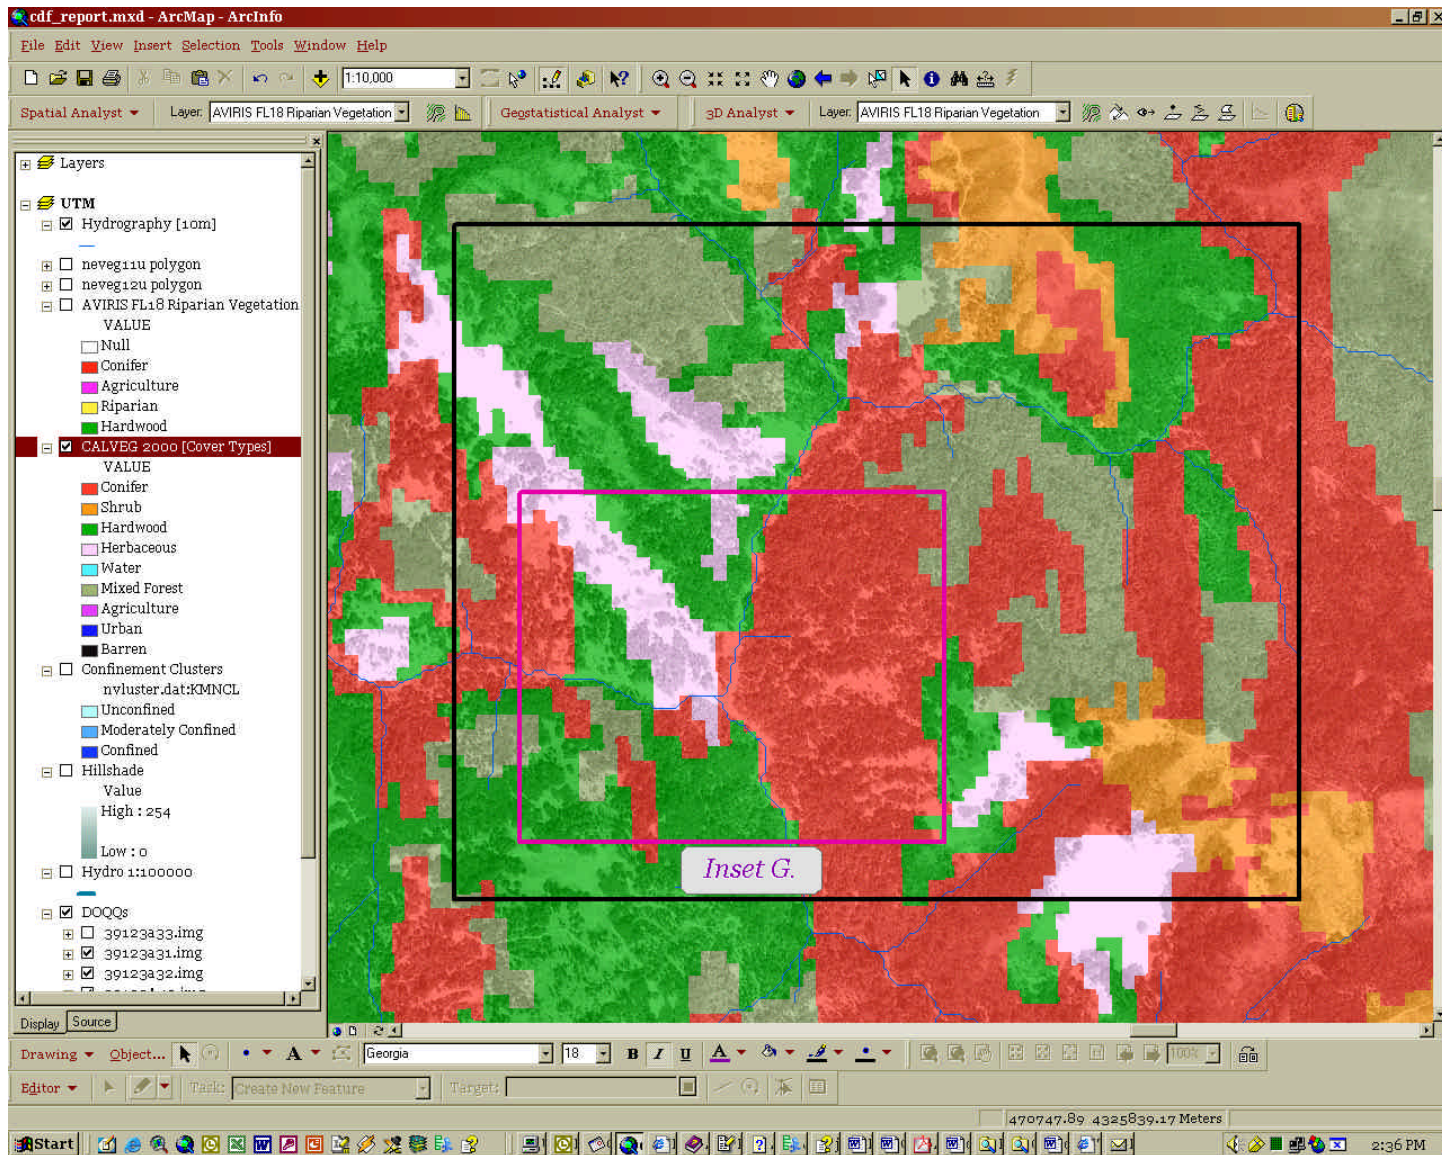 cdf_report.mxd - ArcMap - ArcInfo
File Edit View Insert Selection Tools Window Help
1:10,000
Spatial Analyst Layer: AVIRIS FL18 Riparian Vegetation Geostatistical Analyst 3D Analyst Layer: AVIRIS FL18 Riparian Vegetation
Layers
UTM
Hydrography [10m]
neveg11u polygon
neveg12u polygon
AVIRIS FL18 Riparian Vegetation
VALUE
Null
Conifer
Agriculture
Riparian
Hardwood
CALVEG 2000 [Cover Types]
VALUE
Conifer
Shrub
Hardwood
Herbaceous
Water
Mixed Forest
Agriculture
Urban
Barren
Confinement Clusters
nvluster.dat:KMNCL
Unconfined
Moderately Confined
Confined
Hillshade
Value
High : 254
Low : 0
Hydro 1:100000
DOQQs
39123a33.img
39123a31.img
39123a32.img
Inset G.
Display Source
Drawing Object... A Georgia 18 B I U A 100%
Editor Task: Create New Feature Target:
470747.89 4325839.17 Meters
Start 2:36 PM